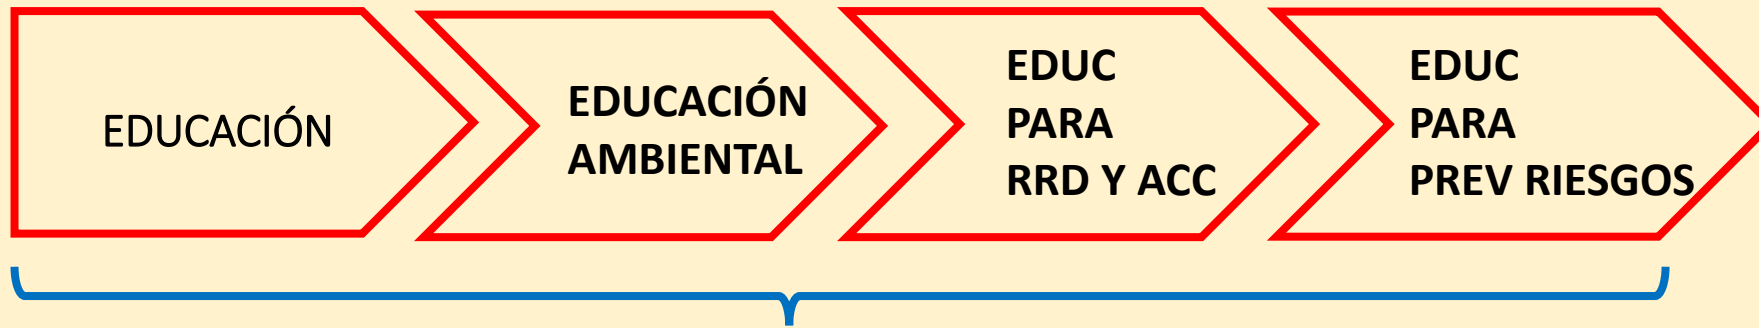 EDUCACIÓN
EDUCACIÓN
AMBIENTAL
EDUC
PARA
RRD Y ACC
EDUC
PARA
PREV RIESGOS